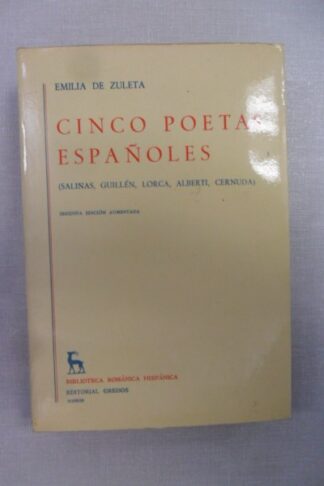 EMILIA DE ZULETA
CINCO POETAS
ESPAÑOLES
(SALINAS, GUILLÉN, LORCA, ALBERTI, CERNUDA)
SEGUNDA EDICIÓN AUMENTADA
BIBLIOTECA ROMÁNICA HISPÁNICA
EDITORIAL GREDOS
MADRID